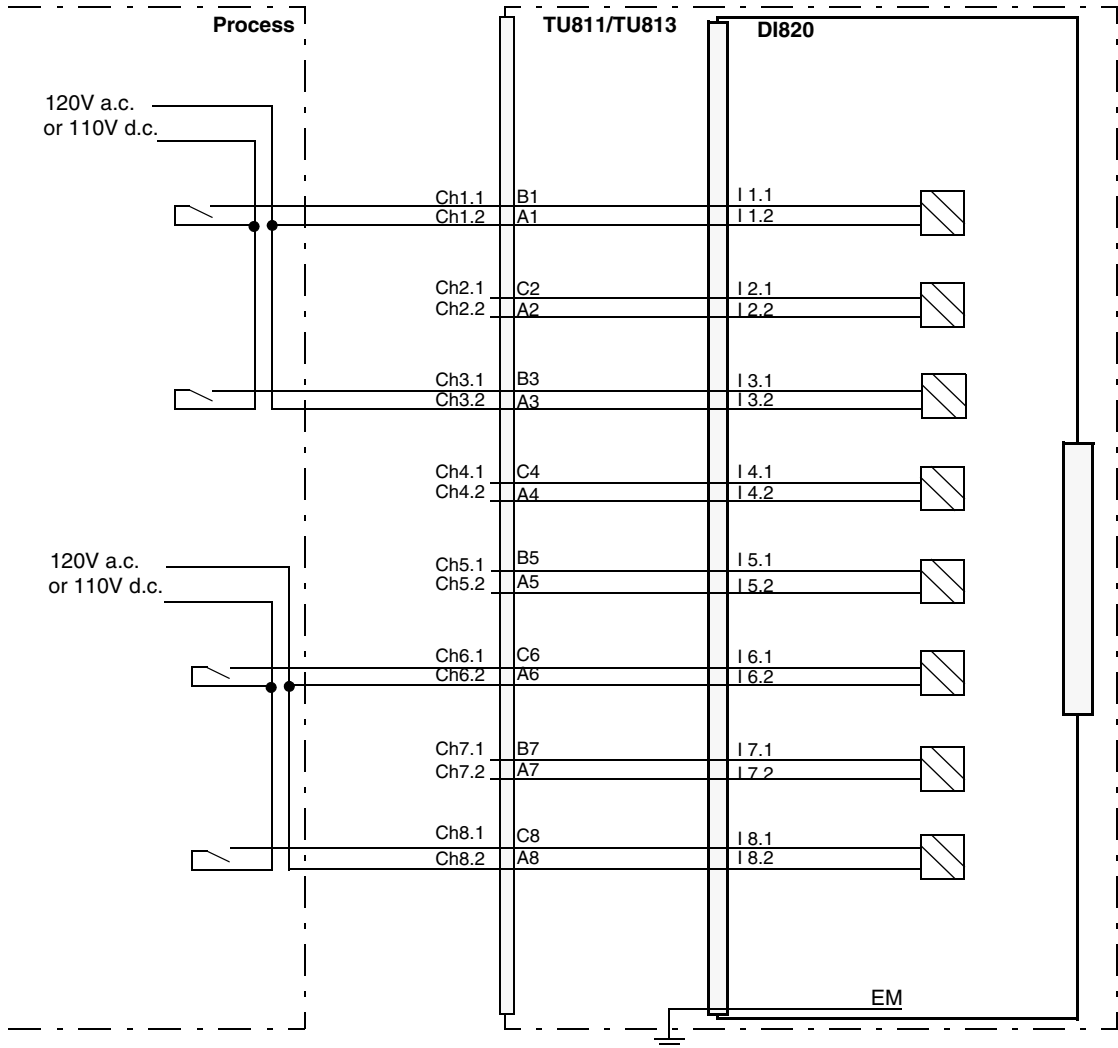 Process
TU811/TU813
DI820
120V a.c.
or 110V d.c.
Ch1.1 B1 I 1.1
Ch1.2 A1 I 1.2
Ch2.1 C2 I 2.1
Ch2.2 A2 I 2.2
Ch3.1 B3 I 3.1
Ch3.2 A3 I 3.2
Ch4.1 C4 I 4.1
Ch4.2 A4 I 4.2
120V a.c.
or 110V d.c.
Ch5.1 B5 I 5.1
Ch5.2 A5 I 5.2
Ch6.1 C6 I 6.1
Ch6.2 A6 I 6.2
Ch7.1 B7 I 7.1
Ch7.2 A7 I 7.2
Ch8.1 C8 I 8.1
Ch8.2 A8 I 8.2
EM